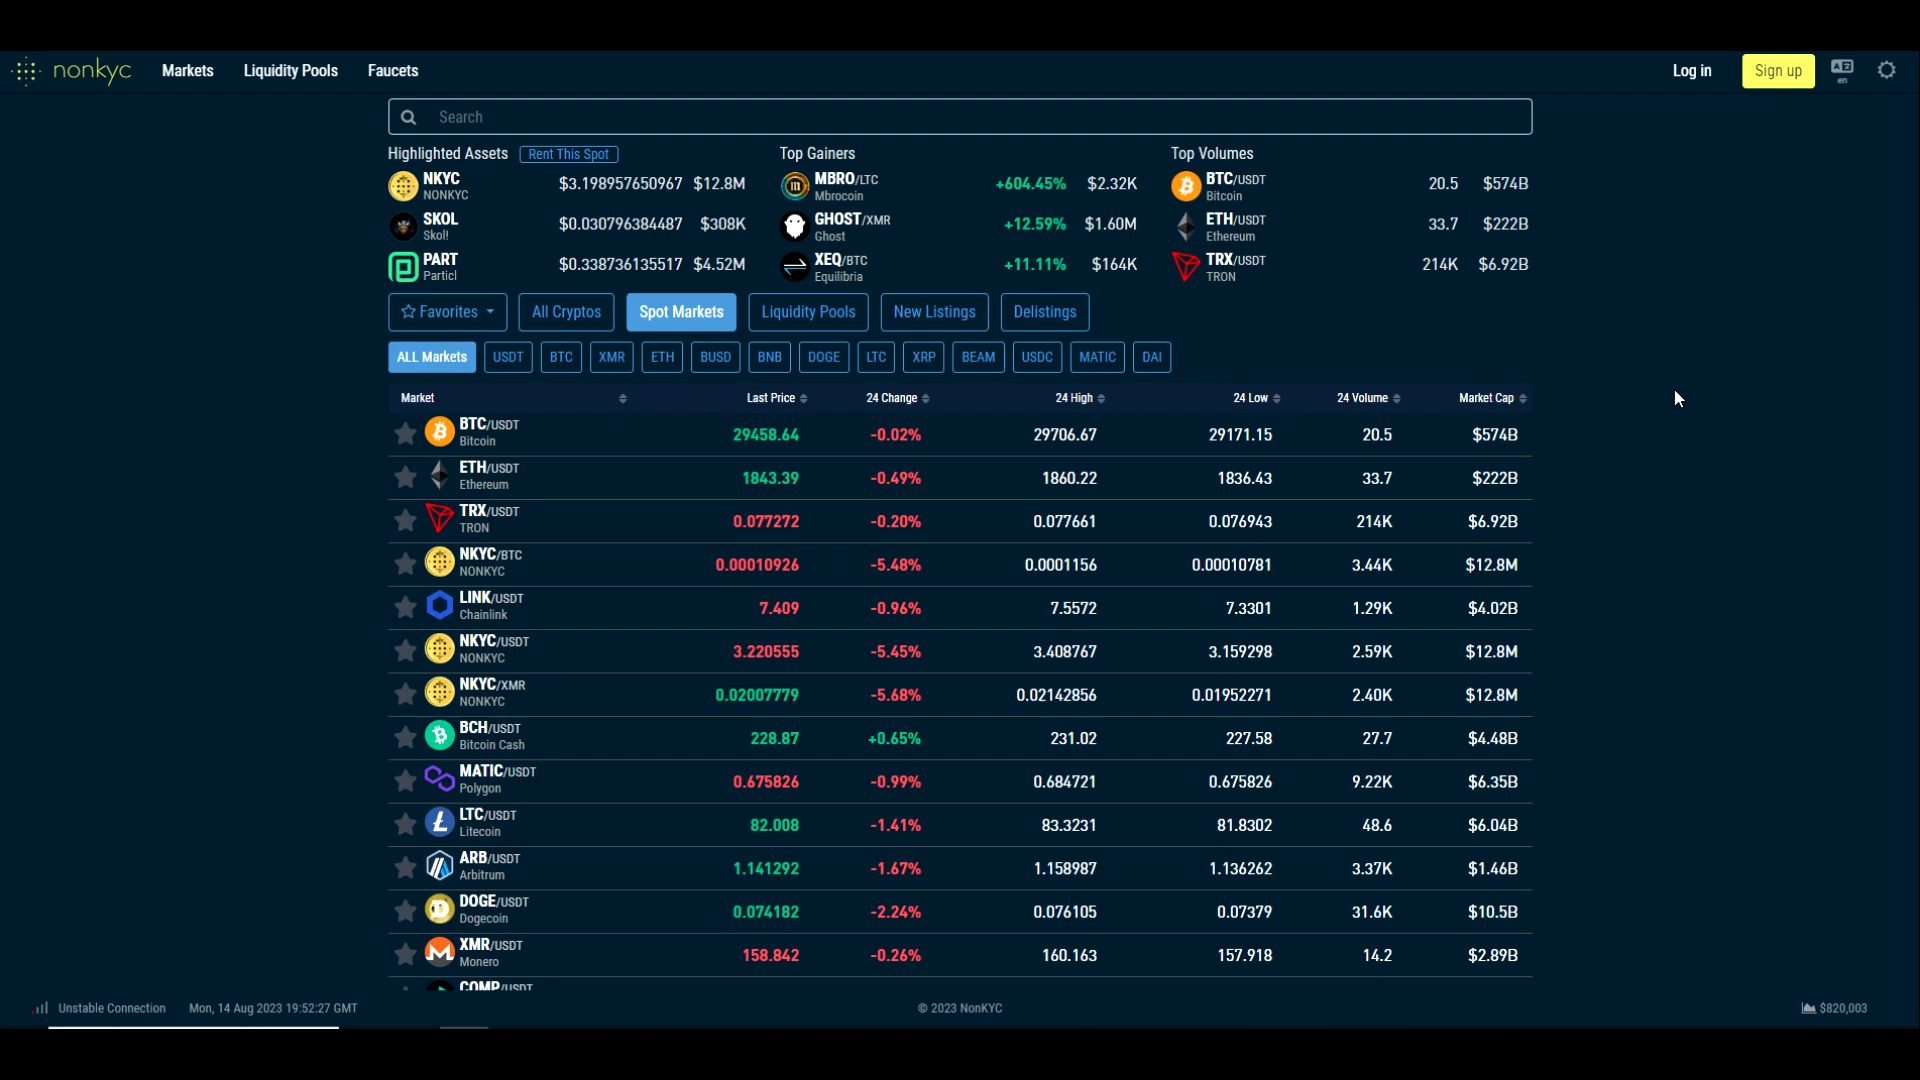 nonkyc Markets Liquidity Pools Faucets Log in Sign up en
Search
Highlighted Assets Rent This Spot
NKYC $3.198957650967 $12.8M
NONKYC
SKOL $0.030796384487 $308K
Skol!
PART $0.338736135517 $4.52M
Particl
Top Gainers
MBRO/LTC +604.45% $2.32K
Mbrocoin
GHOST/XMR +12.59% $1.60M
Ghost
XEQ/BTC +11.11% $164K
Equilibria
Top Volumes
BTC/USDT 20.5 $574B
Bitcoin
ETH/USDT 33.7 $222B
Ethereum
TRX/USDT 214K $6.92B
TRON
Favorites All Cryptos Spot Markets Liquidity Pools New Listings Delistings
ALL Markets USDT BTC XMR ETH BUSD BNB DOGE LTC XRP BEAM USDC MATIC DAI
Market Last Price 24 Change 24 High 24 Low 24 Volume Market Cap
BTC/USDT 29458.64 -0.02% 29706.67 29171.15 20.5 $574B
Bitcoin
ETH/USDT 1843.39 -0.49% 1860.22 1836.43 33.7 $222B
Ethereum
TRX/USDT 0.077272 -0.20% 0.077661 0.076943 214K $6.92B
TRON
NKYC/BTC 0.00010926 -5.48% 0.0001156 0.00010781 3.44K $12.8M
NONKYC
LINK/USDT 7.409 -0.96% 7.5572 7.3301 1.29K $4.02B
Chainlink
NKYC/USDT 3.220555 -5.45% 3.408767 3.159298 2.59K $12.8M
NONKYC
NKYC/XMR 0.02007779 -5.68% 0.02142856 0.01952271 2.40K $12.8M
NONKYC
BCH/USDT 228.87 +0.65% 231.02 227.58 27.7 $4.48B
Bitcoin Cash
MATIC/USDT 0.675826 -0.99% 0.684721 0.675826 9.22K $6.35B
Polygon
LTC/USDT 82.008 -1.41% 83.3231 81.8302 48.6 $6.04B
Litecoin
ARB/USDT 1.141292 -1.67% 1.158987 1.136262 3.37K $1.46B
Arbitrum
DOGE/USDT 0.074182 -2.24% 0.076105 0.07379 31.6K $10.5B
Dogecoin
XMR/USDT 158.842 -0.26% 160.163 157.918 14.2 $2.89B
Monero
COMP/USDT
Unstable Connection Mon, 14 Aug 2023 19:52:27 GMT © 2023 NonKYC $820,003